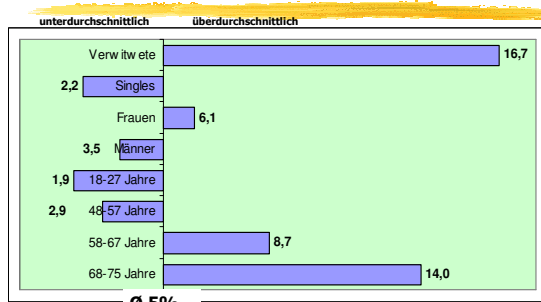 unterdurchschnittlich überdurchschnittlich
Verwitwete 16,7
2,2 Singles
Frauen 6,1
3,5 Männer
1,9 18-27 Jahre
2,9 48-57 Jahre
58-67 Jahre 8,7
68-75 Jahre 14,0
Ø 5%